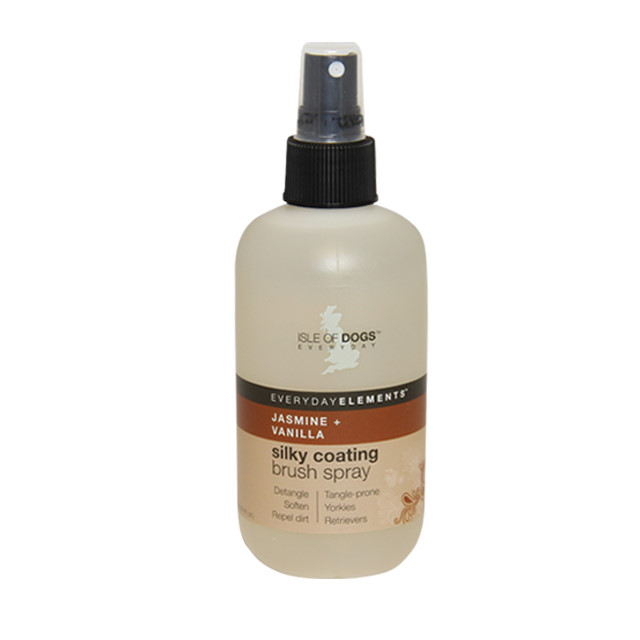 ISLE OF DOGS™
EVERYDAY
EVERYDAYELEMENTS™
JASMINE +
VANILLA
silky coating
brush spray
Detangle
Soften
Repel dirt
Tangle-prone
Yorkies
Retrievers